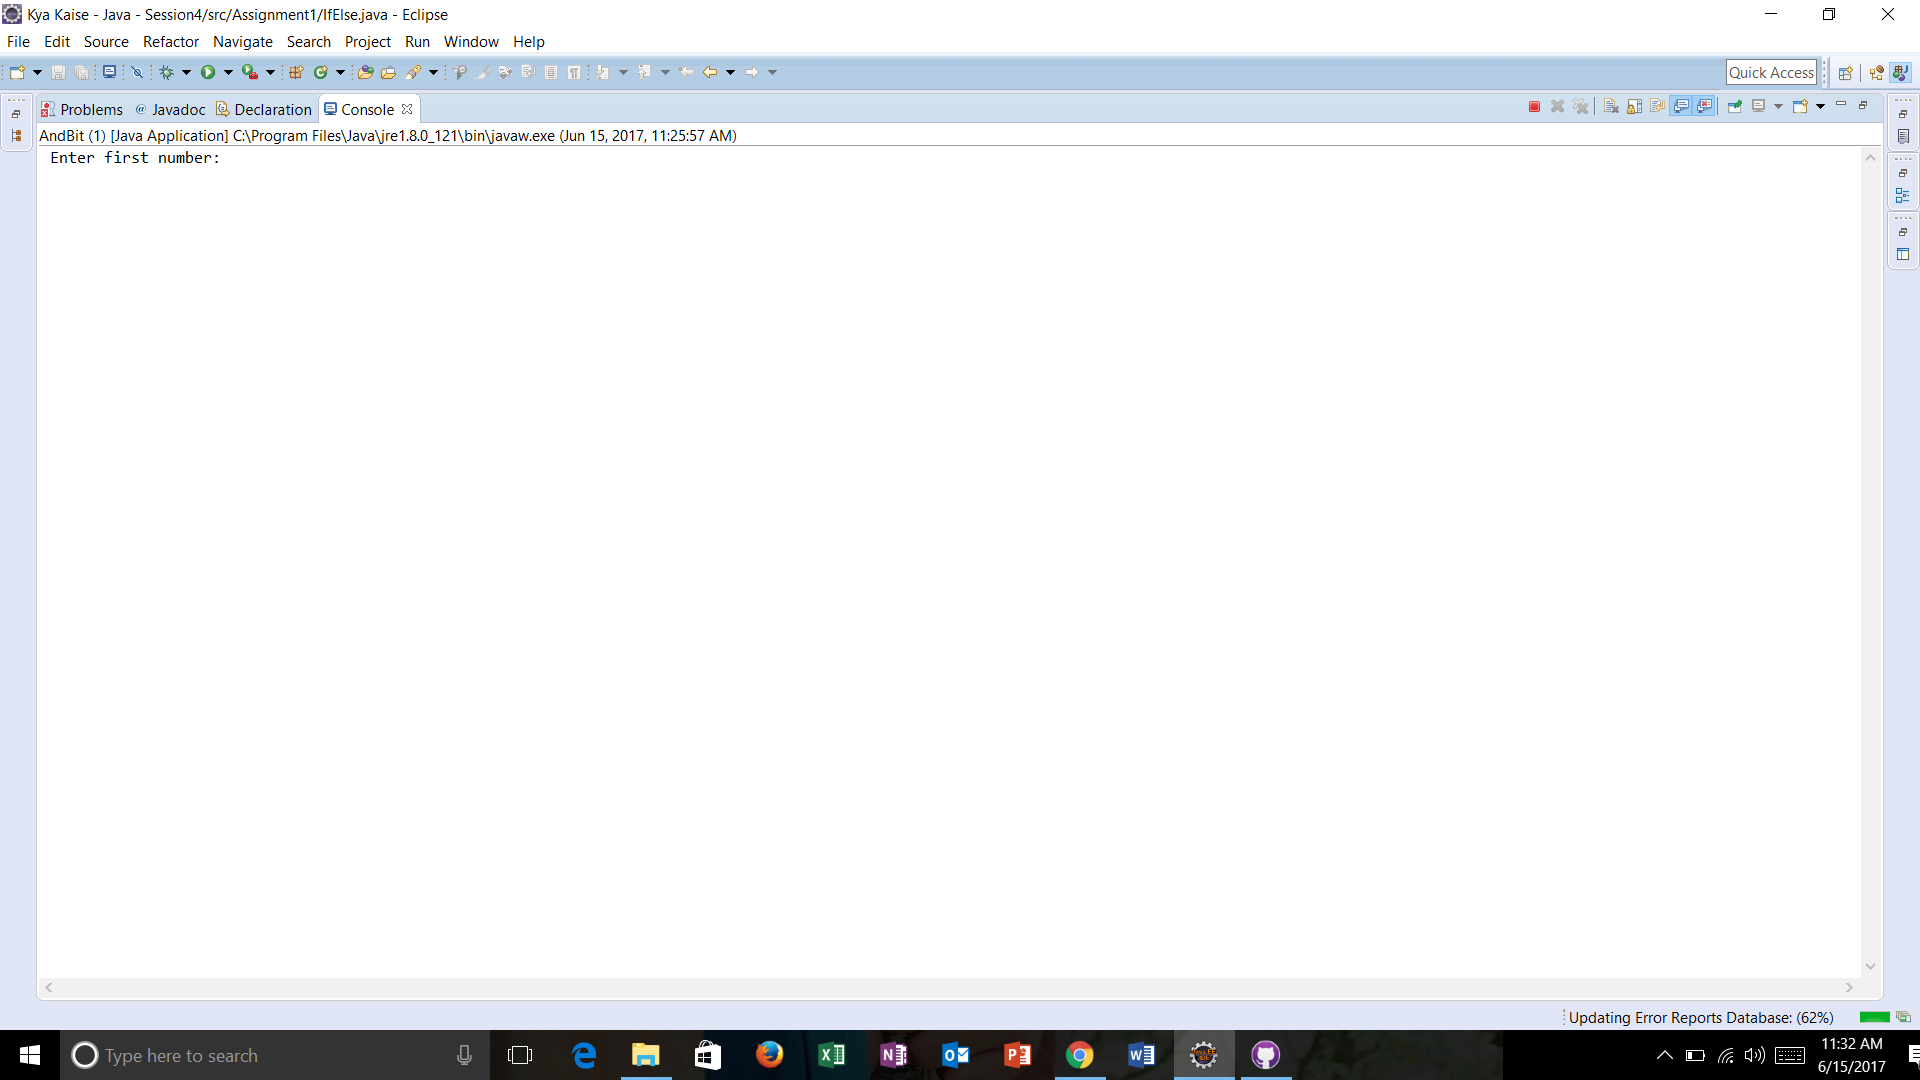 Kya Kaise - Java - Session4/src/Assignment1/IfElse.java - Eclipse
File Edit Source Refactor Navigate Search Project Run Window Help
Quick Access
Problems @ Javadoc Declaration Console
AndBit (1) [Java Application] C:\Program Files\Java\jre1.8.0_121\bin\javaw.exe (Jun 15, 2017, 11:25:57 AM)
Enter first number:
Updating Error Reports Database: (62%)
Type here to search
11:32 AM
6/15/2017